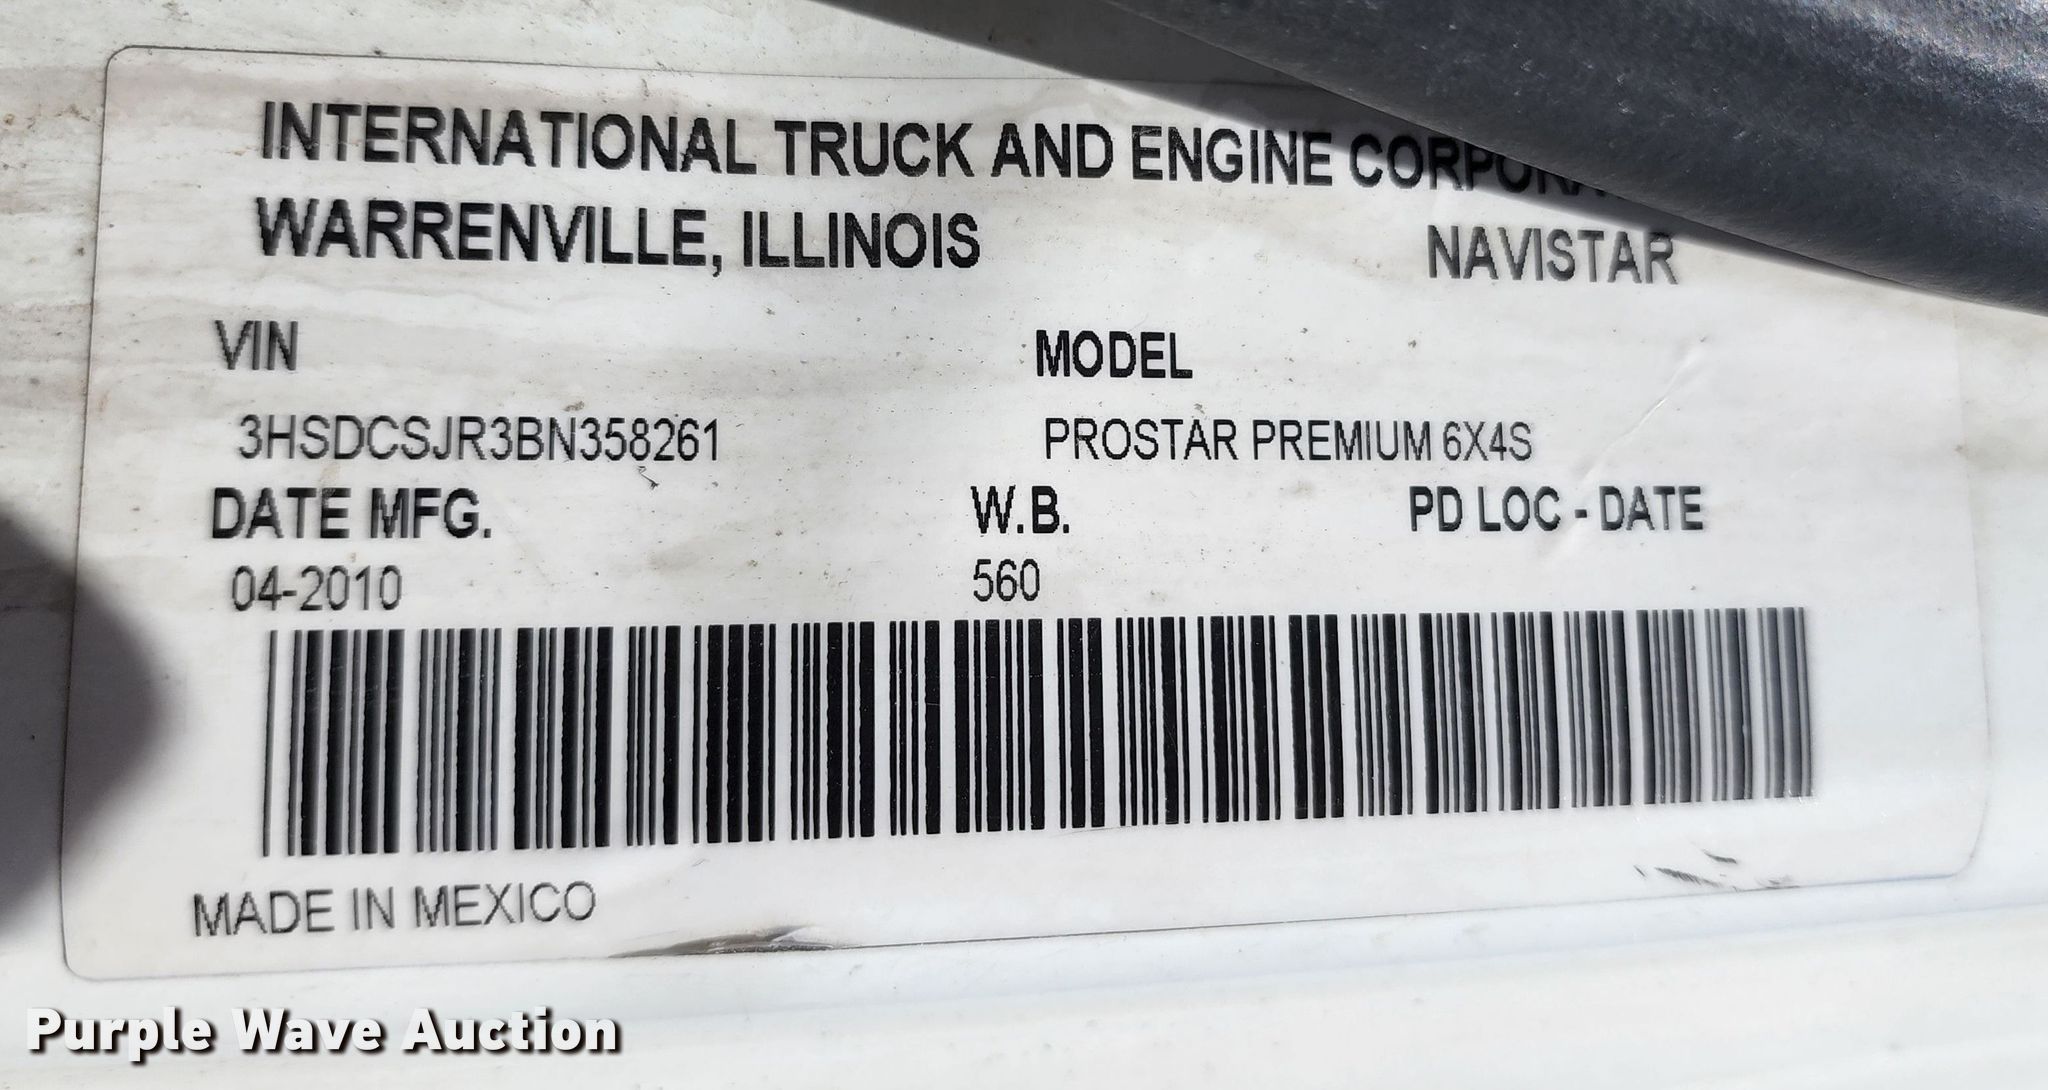 INTERNATIONAL TRUCK AND ENGINE
WARRENVILLE, ILLINOIS
NAVISTAR
VIN MODEL
3HSDCSJR3BN358261 PROSTAR PREMIUM 6X4S
DATE MFG. W.B. PD LOC - DATE
04-2010 560
MADE IN MEXICO
Purple Wave Auction